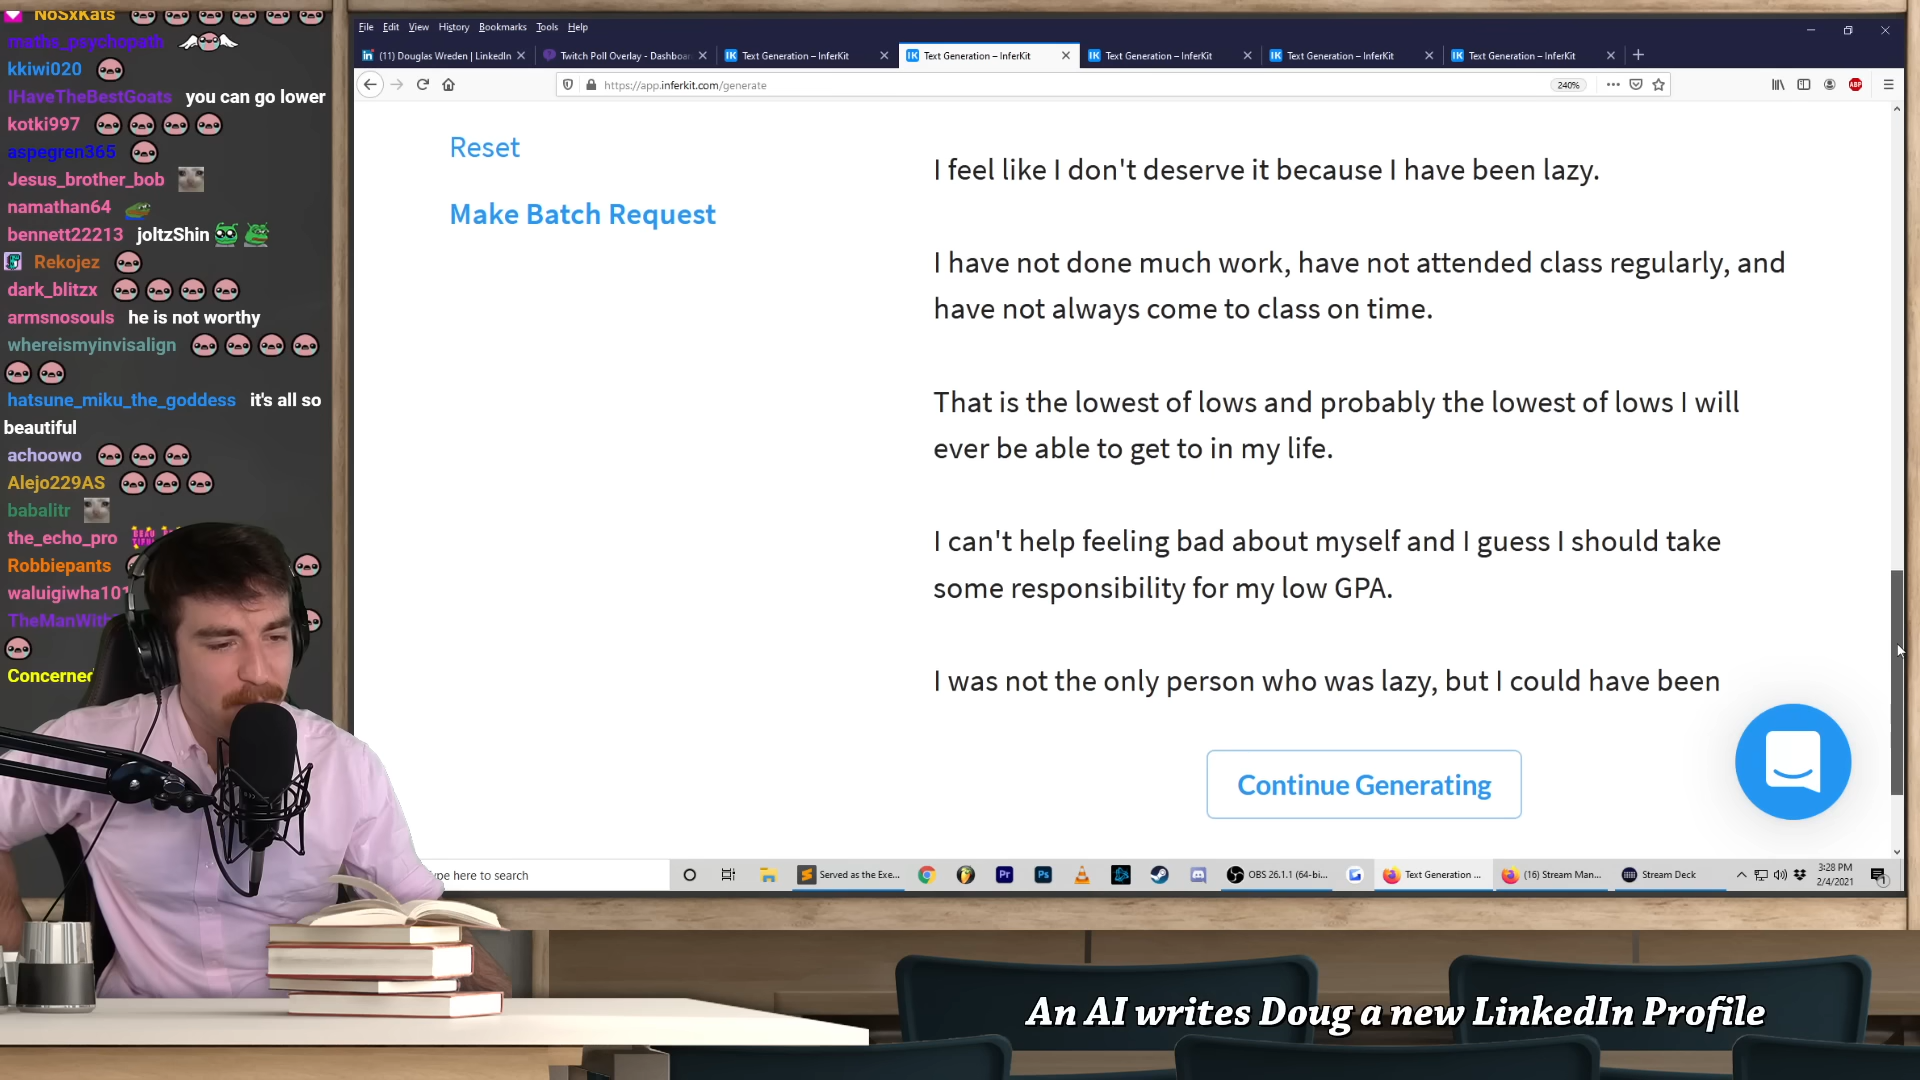 NoSxKats
maths_psychopath
kkiwi020
IHaveTheBestGoats you can go lower
kotki997
aspegren365
Jesus_brother_bob
namathan64
bennett22213 joltzShin
Rekojez
dark_blitzx
armsnosouls he is not worthy
whereismyinvisalign
hatsune_miku_the_goddess it's all so
beautiful
achoowo
Alejo229AS
babalitr
the_echo_pro
Robbiepants
waluigiwha101
TheManWith
Concerned
File Edit View History Bookmarks Tools Help
(11) Douglas Wreden | LinkedIn
Twitch Poll Overlay - Dashboar
Text Generation – InferKit
Text Generation – InferKit
Text Generation – InferKit
Text Generation – InferKit
Text Generation – InferKit
https://app.inferkit.com/generate
240%
ABP
Reset
Make Batch Request
I feel like I don't deserve it because I have been lazy.
I have not done much work, have not attended class regularly, and
have not always come to class on time.
That is the lowest of lows and probably the lowest of lows I will
ever be able to get to in my life.
I can't help feeling bad about myself and I guess I should take
some responsibility for my low GPA.
I was not the only person who was lazy, but I could have been
Continue Generating
ype here to search
Served as the Exe...
Pr
Ps
OBS 26.1.1 (64-bi...
Text Generation ...
(16) Stream Man...
Stream Deck
3:28 PM
2/4/2021
An AI writes Doug a new LinkedIn Profile